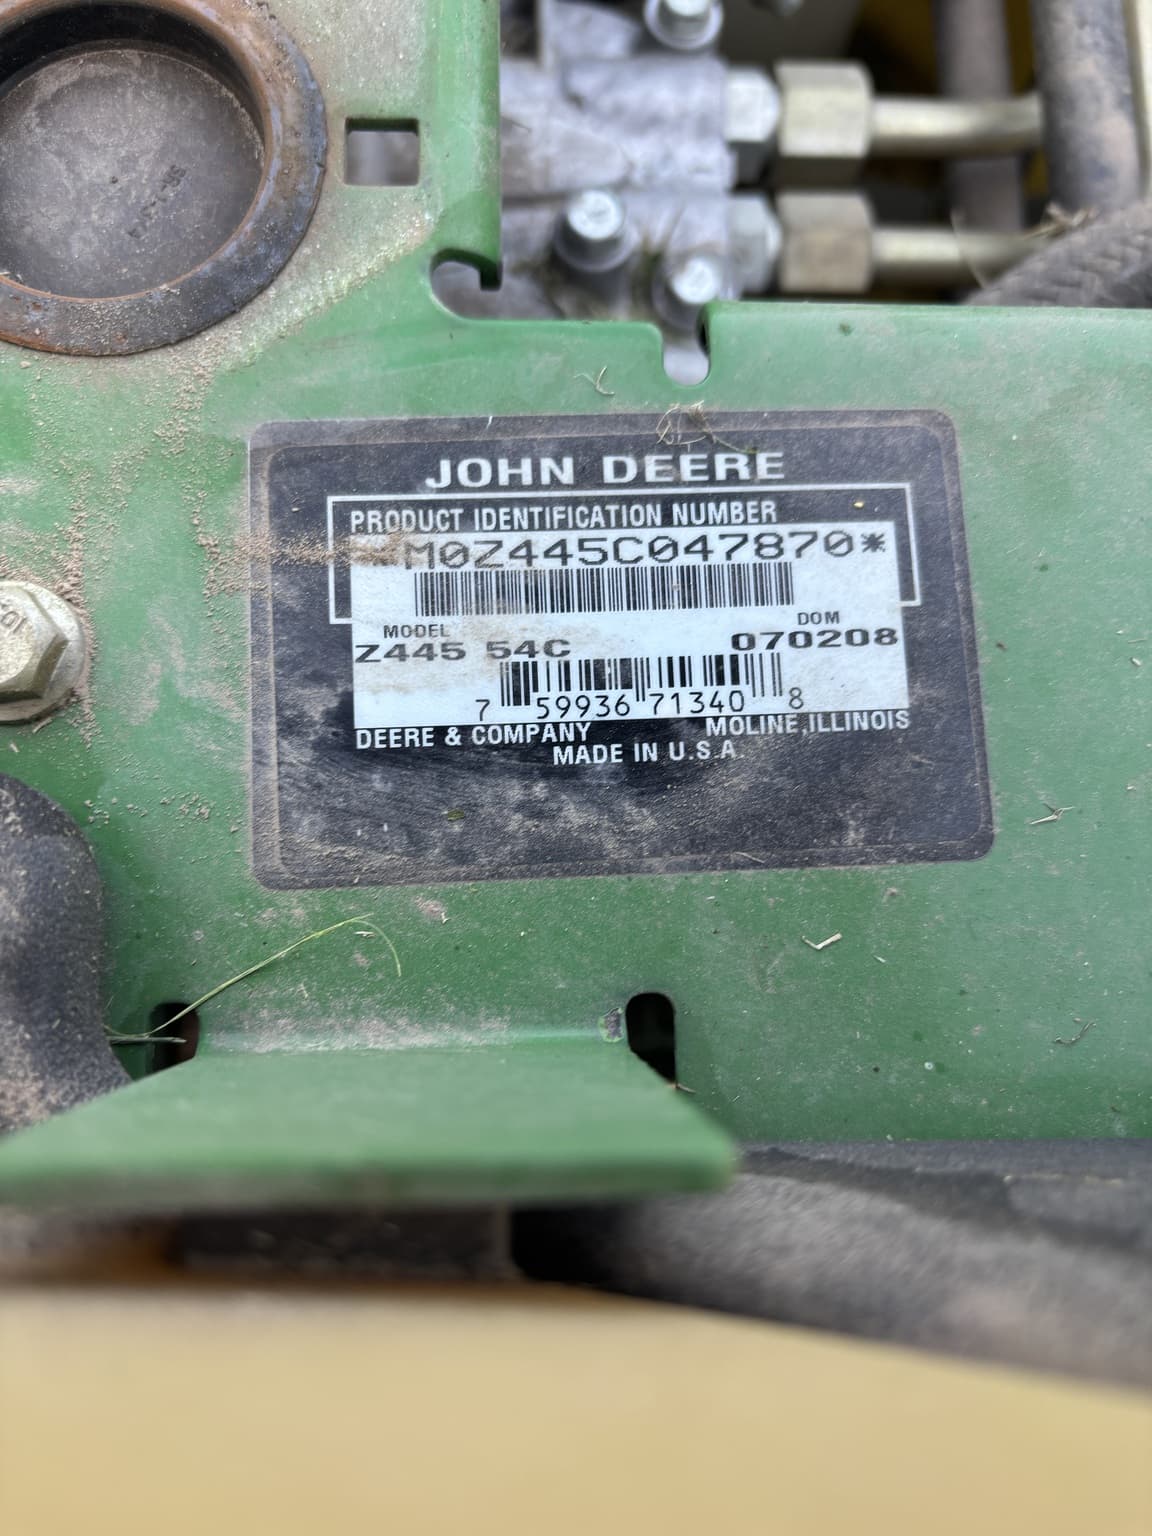 JOHN DEERE
PRODUCT IDENTIFICATION NUMBER
*M0Z445C047870*
MODEL
DOM
Z445 54C
070208
7 59936 71340 8
DEERE & COMPANY
MOLINE, ILLINOIS
MADE IN U.S.A.